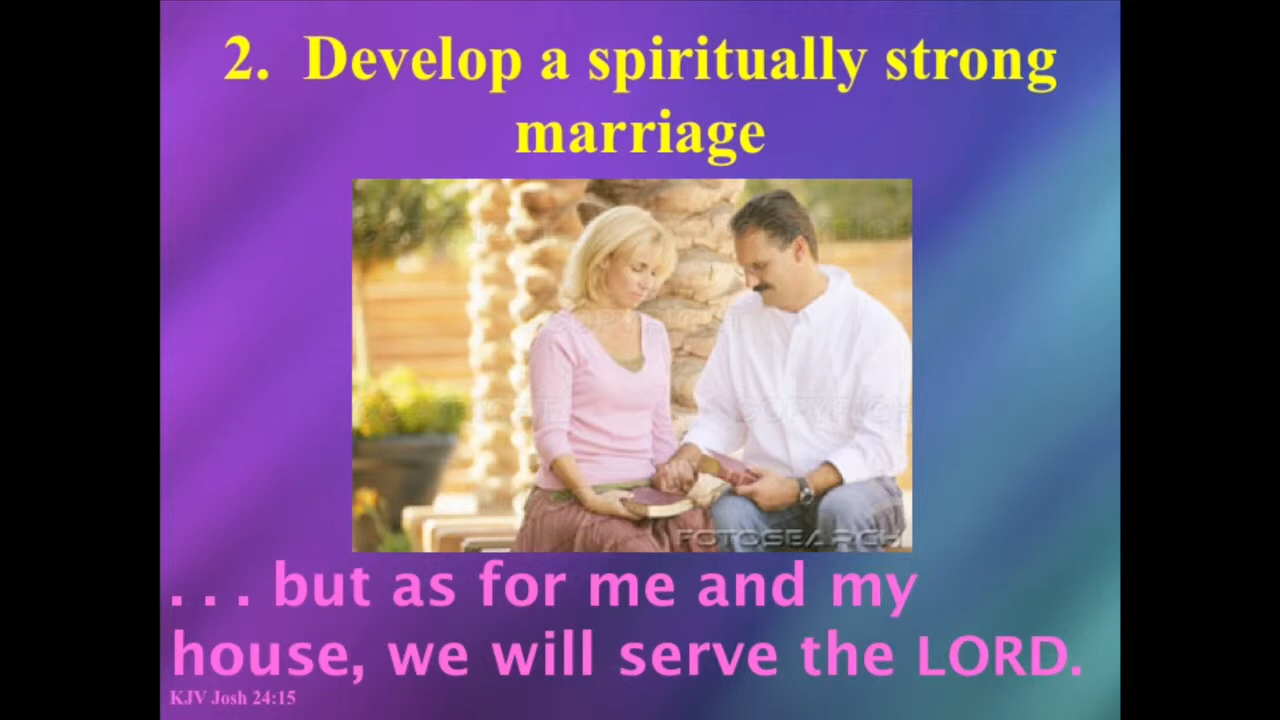 2. Develop a spiritually strong
marriage
FOTOSEARCH
. . . but as for me and my
house, we will serve the LORD.
KJV Josh 24:15